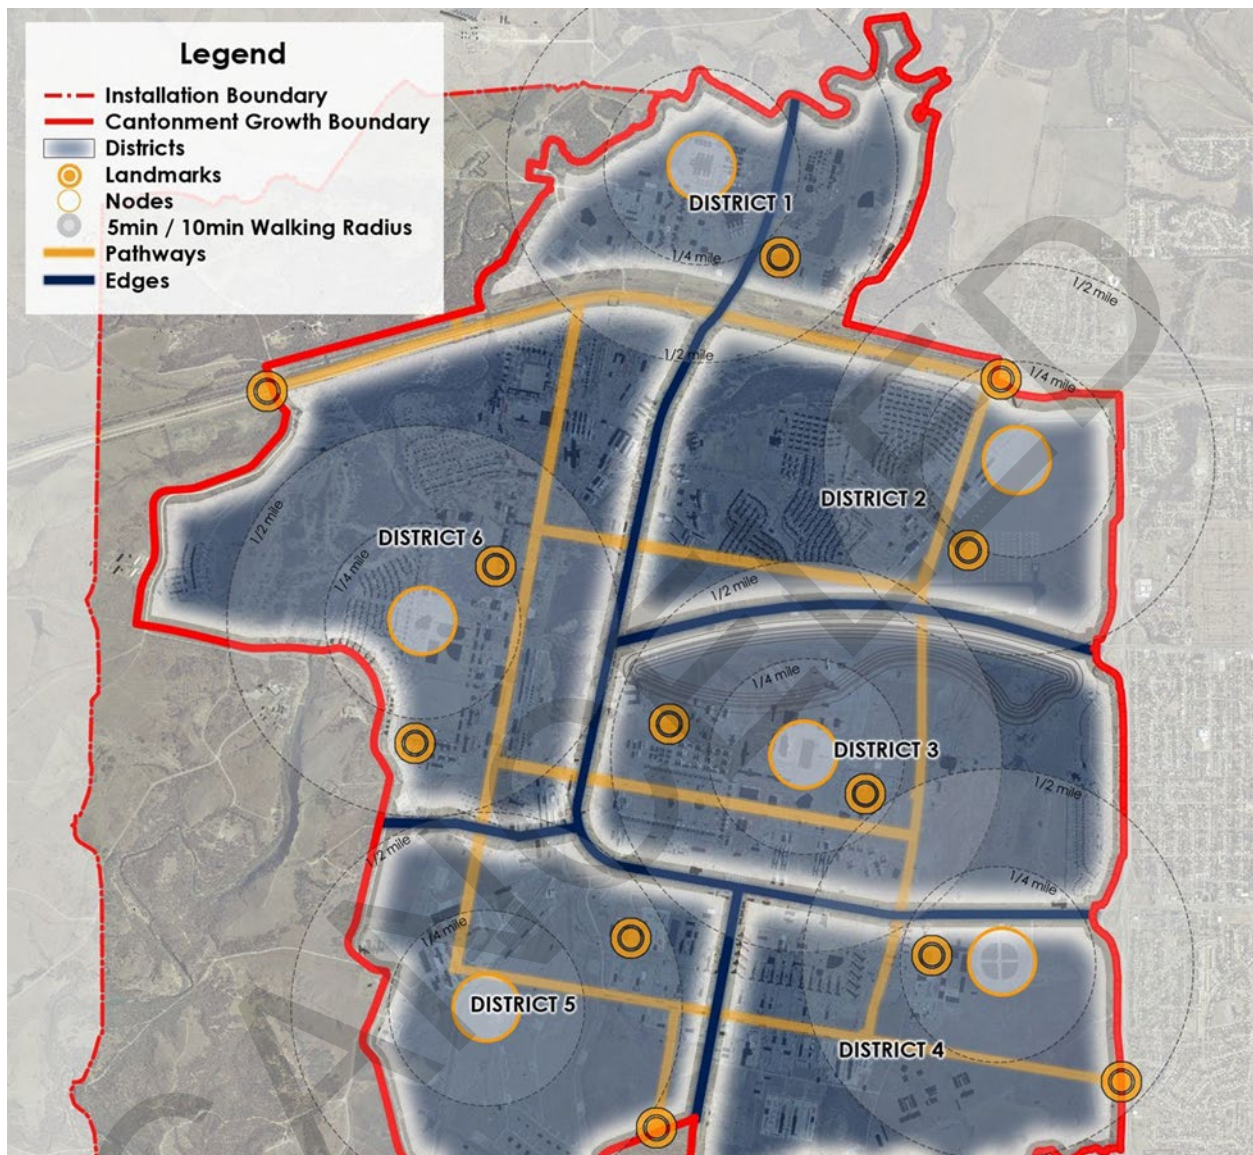 Legend
Installation Boundary
Cantonment Growth Boundary
Districts
Landmarks
Nodes
5min / 10min Walking Radius
Pathways
Edges
DISTRICT 1
1/4 mile
1/2 mile
1/2 mile
1/4 mile
DISTRICT 2
1/2 mile
DISTRICT 6
1/4 mile
1/2 mile
1/4 mile
DISTRICT 3
1/2 mile
1/2 mile
1/4 mile
1/4 mile
DISTRICT 5
DISTRICT 4
CANCELED